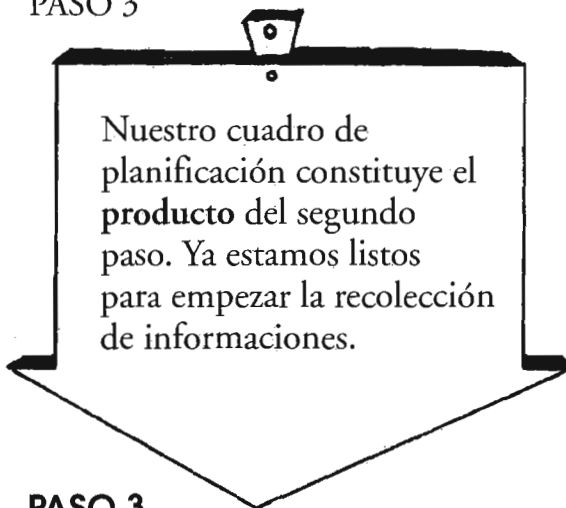 PASO 3
Nuestro cuadro de
planificación constituye el
producto del segundo
paso. Ya estamos listos
para empezar la recolección
de informaciones.
PASO 3